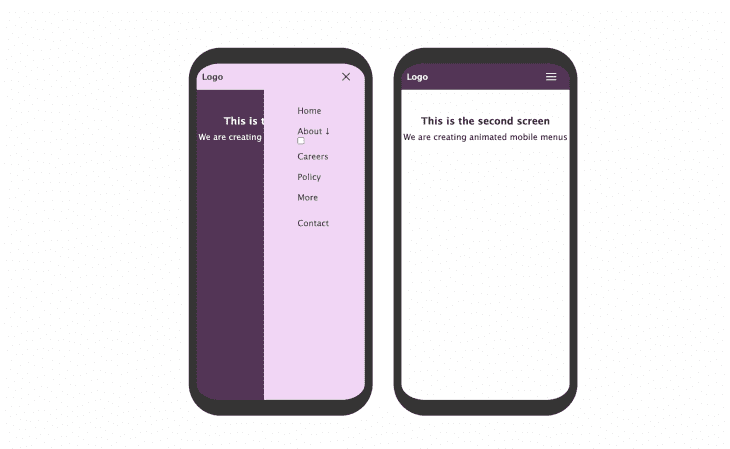 Logo
This is t
We are creating
Home
About ↓
Careers
Policy
More
Contact
Logo
This is the second screen
We are creating animated mobile menus